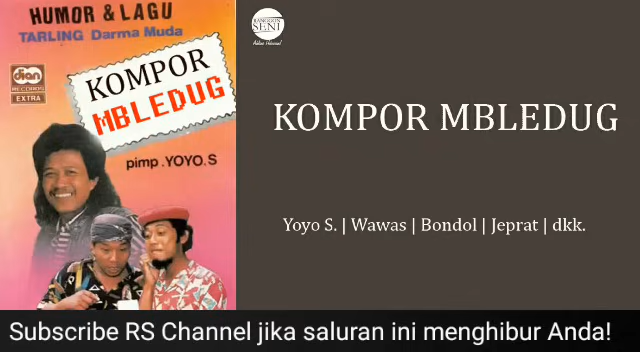 HUMOR & LAGU
TARLING Darma Muda
dian
RECORDS
EXTRA
KOMPOR
MBLEDUG
pimp .YOYO.S
SENI
KOMPOR MBLEDUG
Yoyo S. | Wawas | Bondol | Jeprat | dkk.
Subscribe RS Channel jika saluran ini menghibur Anda!